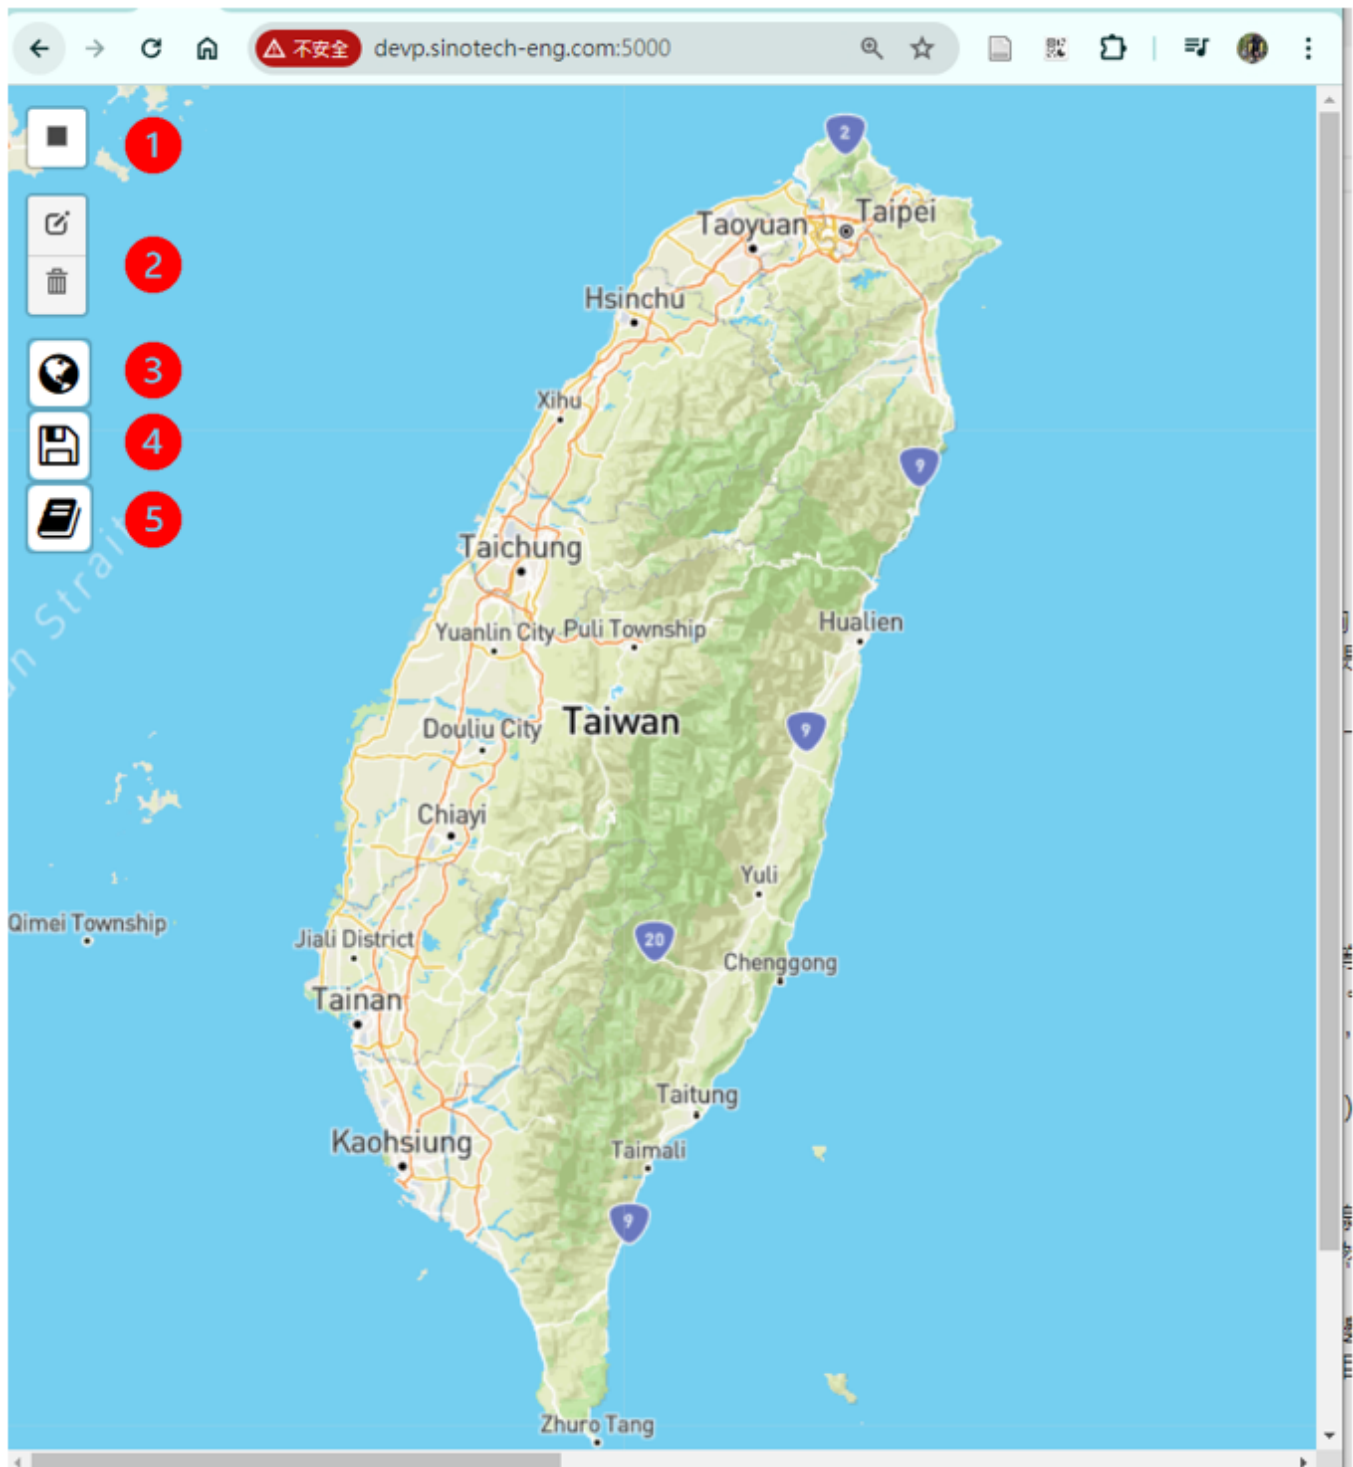 不安全 devp.sinotech-eng.com:5000
1
2
3
4
5
2
Taipei
Taoyuan
Hsinchu
Xihu
9
Taichung
Hualien
Yuanlin City Puli Township
Taiwan
Douliu City
9
Chiayi
Yuli
Qimei Township
Jiali District
20
Chenggong
Tainan
Taitung
Kaohsiung
Taimali
9
Zhuro Tang
n Strait